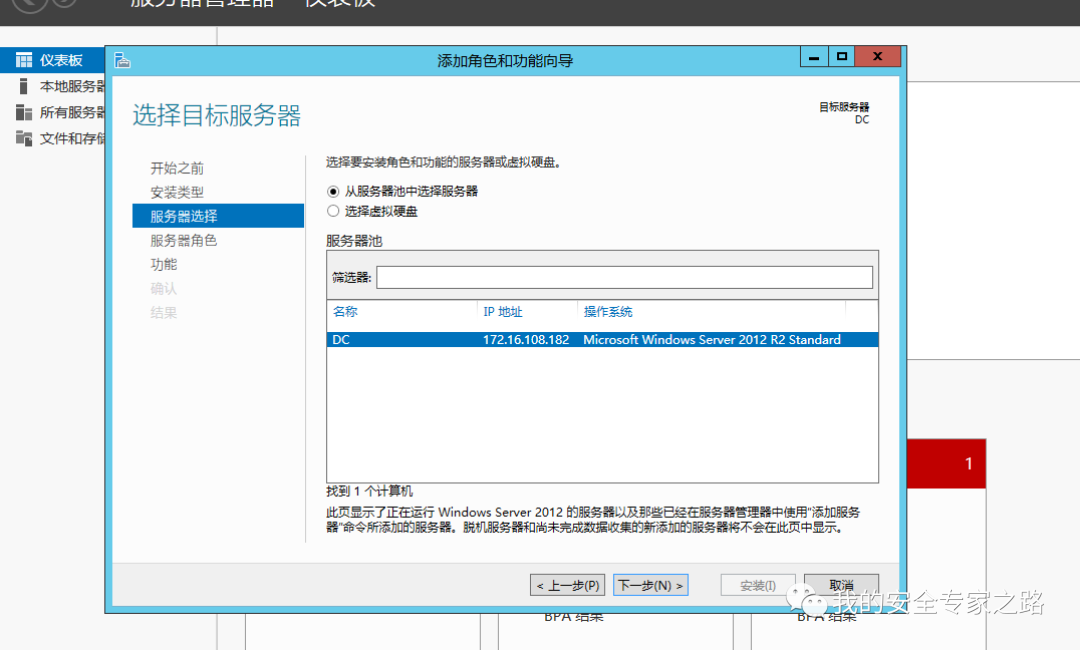 服务器管理器 仪表板
仪表板
本地服务器
所有服务器
文件和存储
添加角色和功能向导
选择目标服务器
目标服务器
DC
开始之前
安装类型
服务器选择
服务器角色
功能
确认
结果
选择要安装角色和功能的服务器或虚拟硬盘。
从服务器池中选择服务器
选择虚拟硬盘
服务器池
筛选器:
名称 IP 地址 操作系统
DC 172.16.108.182 Microsoft Windows Server 2012 R2 Standard
找到 1 个计算机
此页显示了正在运行 Windows Server 2012 的服务器以及那些已经在服务器管理器中使用"添加服务
器"命令所添加的服务器。脱机服务器和尚未完成数据收集的新添加的服务器将不会在此页中显示。
< 上一步(P) 下一步(N) > 安装(I) 取消
1
BPA 结果 BPA 结果
我的安全专家之路